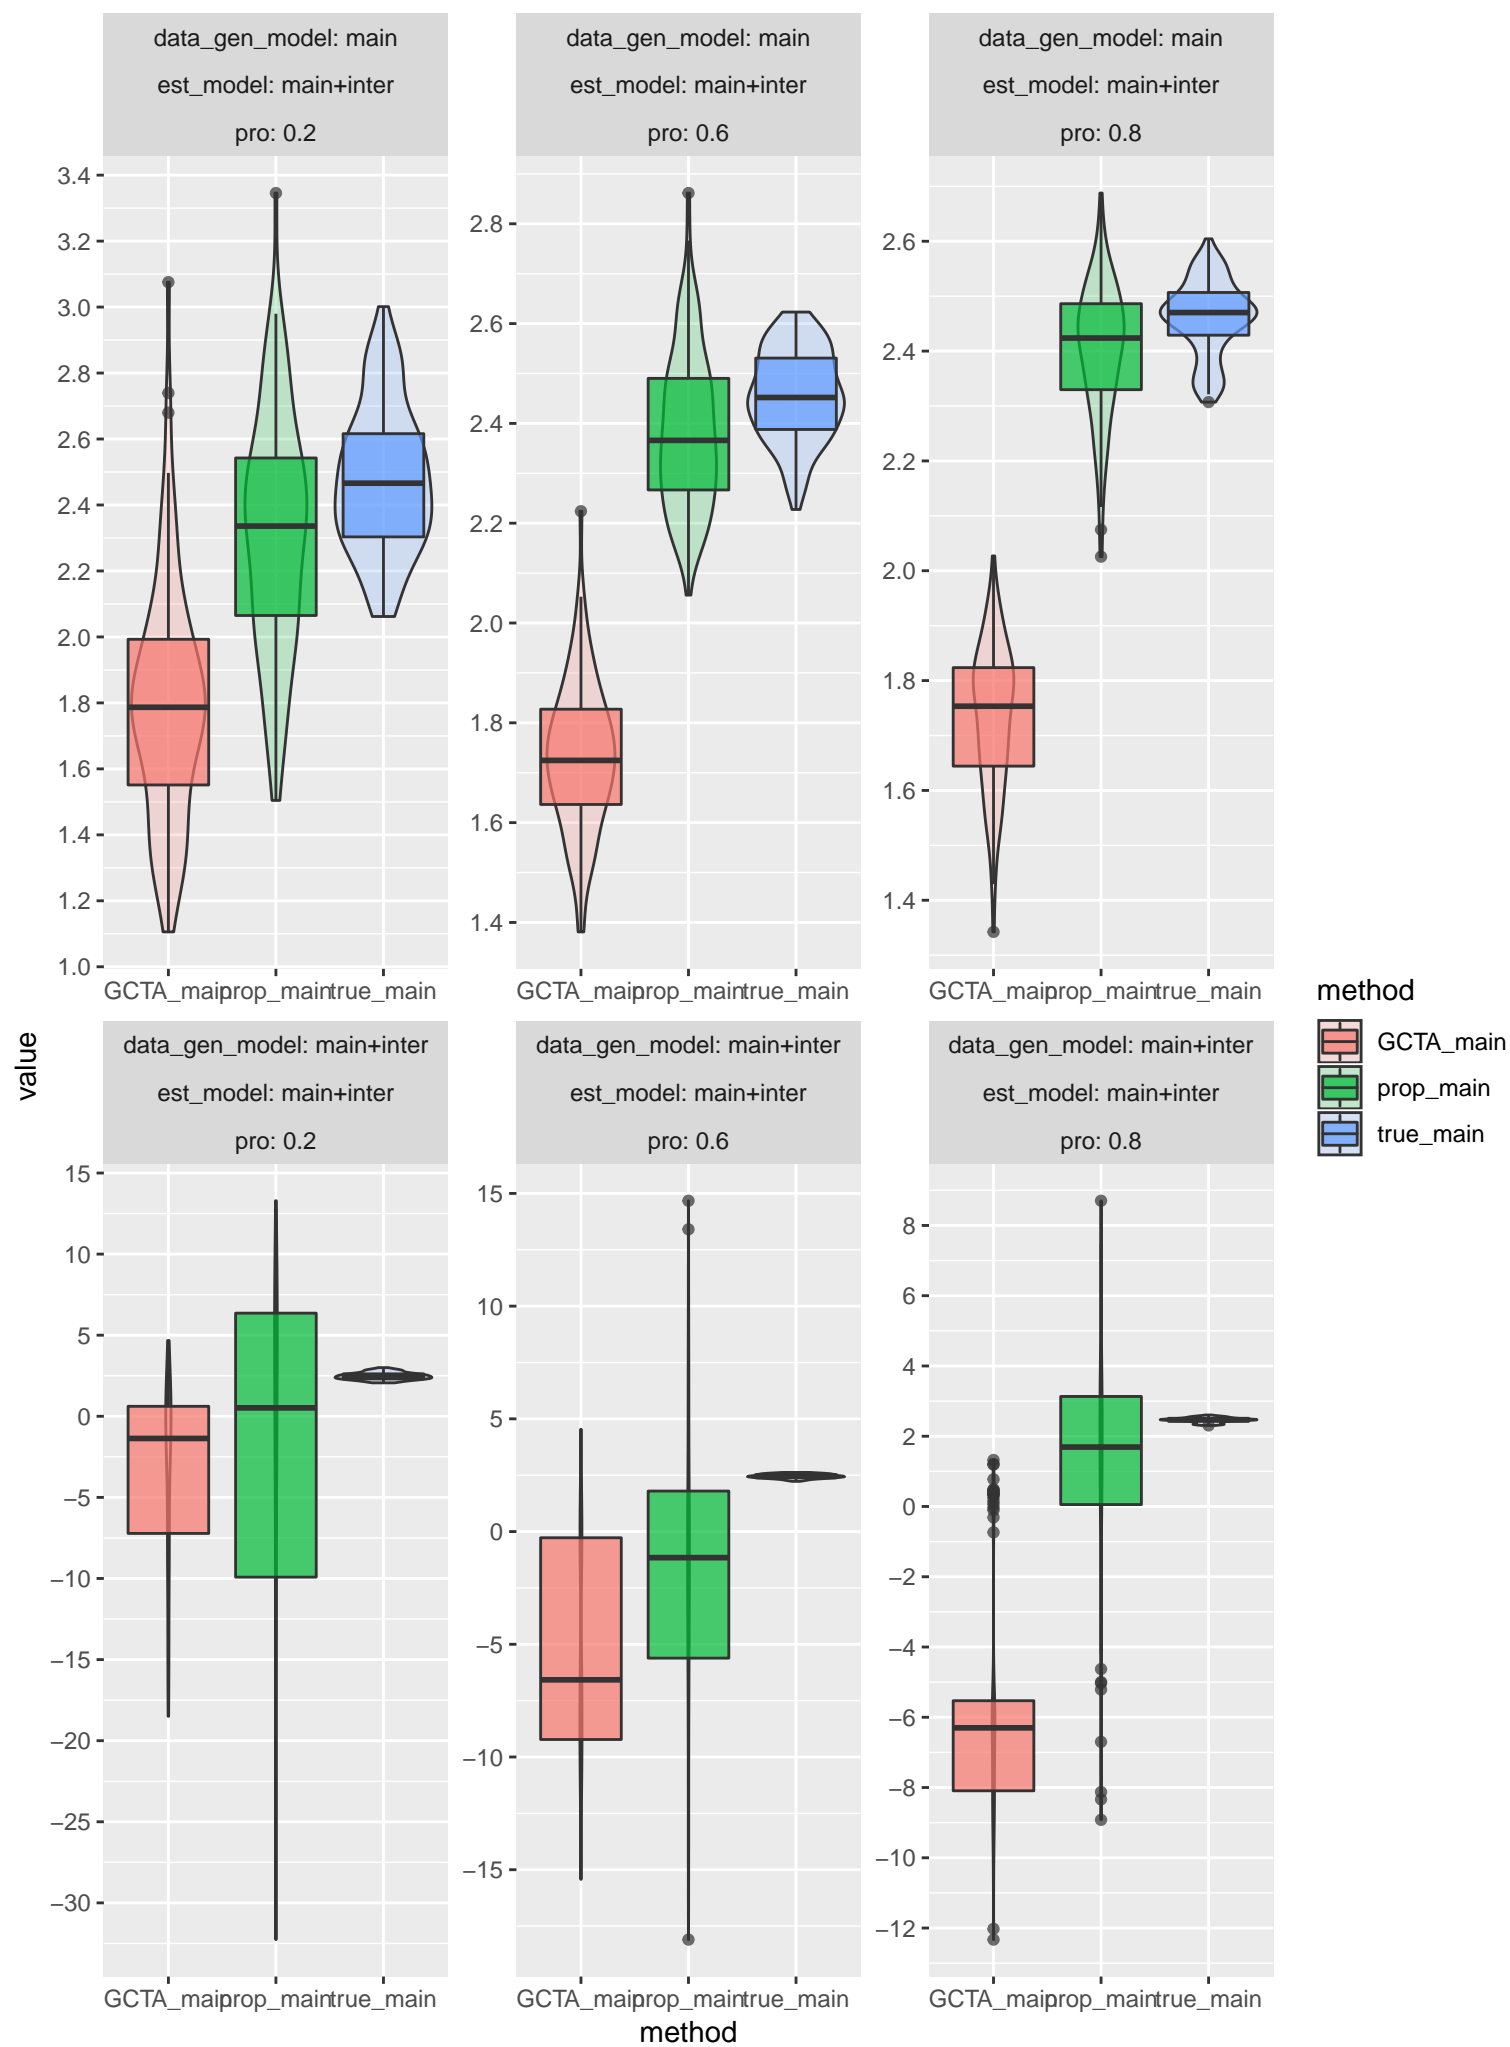 data_gen_model: main
est_model: main+inter
pro: 0.2
data_gen_model: main
est_model: main+inter
pro: 0.6
data_gen_model: main
est_model: main+inter
pro: 0.8
3.4
3.2
3.0
2.8
2.6
2.4
2.2
2.0
1.8
1.6
1.4
1.2
1.0
2.8
2.6
2.4
2.2
2.0
1.8
1.6
1.4
2.6
2.4
2.2
2.0
1.8
1.6
1.4
GCTA_main prop_main true_main
GCTA_main prop_main true_main
GCTA_main prop_main true_main
data_gen_model: main+inter
est_model: main+inter
pro: 0.2
data_gen_model: main+inter
est_model: main+inter
pro: 0.6
data_gen_model: main+inter
est_model: main+inter
pro: 0.8
15
10
5
0
−5
−10
−15
−20
−25
−30
15
10
5
0
−5
−10
−15
8
6
4
2
0
−2
−4
−6
−8
−10
−12
GCTA_main prop_main true_main
GCTA_main prop_main true_main
GCTA_main prop_main true_main
method
value
method
GCTA_main
prop_main
true_main